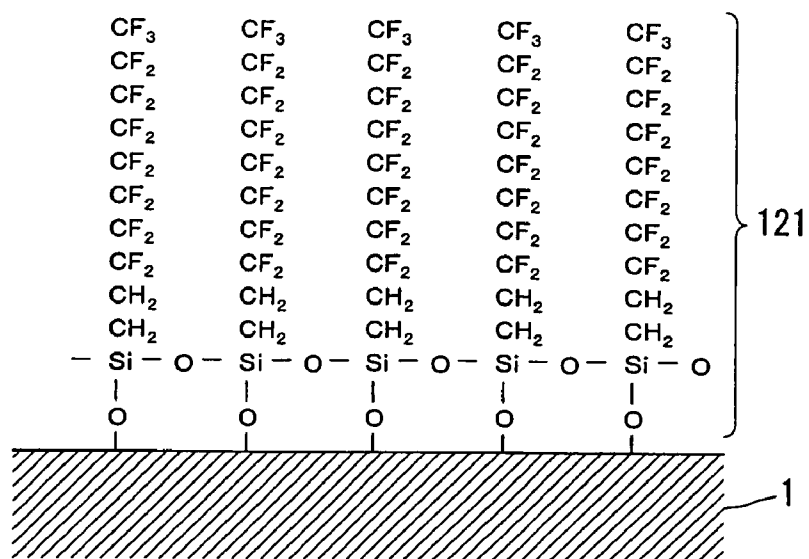 CF₃ CF₃ CF₃ CF₃ CF₃
CF₂ CF₂ CF₂ CF₂ CF₂
CF₂ CF₂ CF₂ CF₂ CF₂
CF₂ CF₂ CF₂ CF₂ CF₂
CF₂ CF₂ CF₂ CF₂ CF₂
CF₂ CF₂ CF₂ CF₂ CF₂
CF₂ CF₂ CF₂ CF₂ CF₂
CF₂ CF₂ CF₂ CF₂ CF₂
CH₂ CH₂ CH₂ CH₂ CH₂
CH₂ CH₂ CH₂ CH₂ CH₂
— Si — O — Si — O — Si — O — Si — O — Si — O
O O O O O
121
1